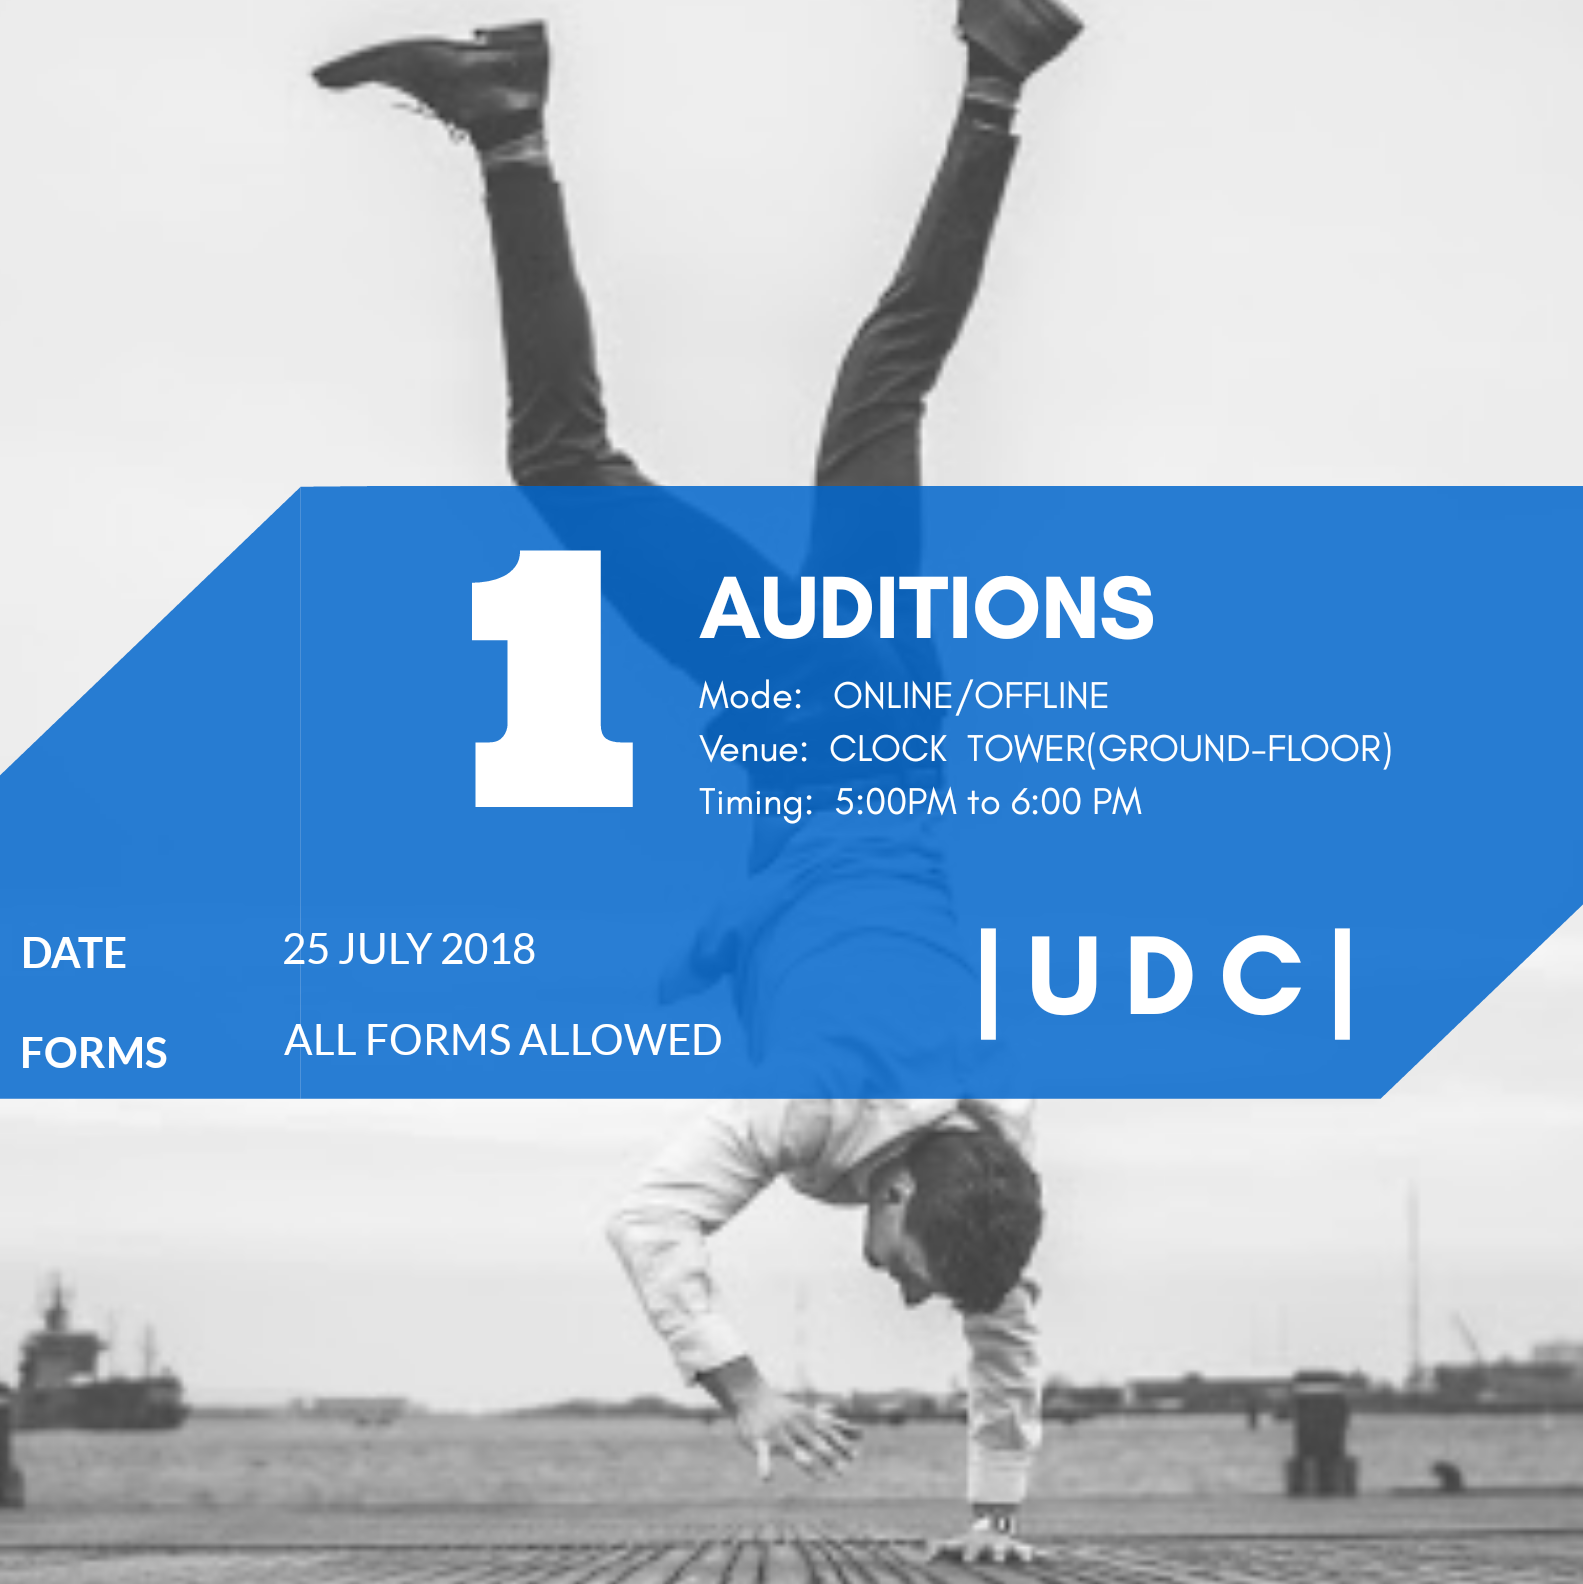 1
AUDITIONS
Mode: ONLINE/OFFLINE
Venue: CLOCK TOWER(GROUND-FLOOR)
Timing: 5:00PM to 6:00 PM
DATE 25 JULY 2018
FORMS ALL FORMS ALLOWED
|UDC|